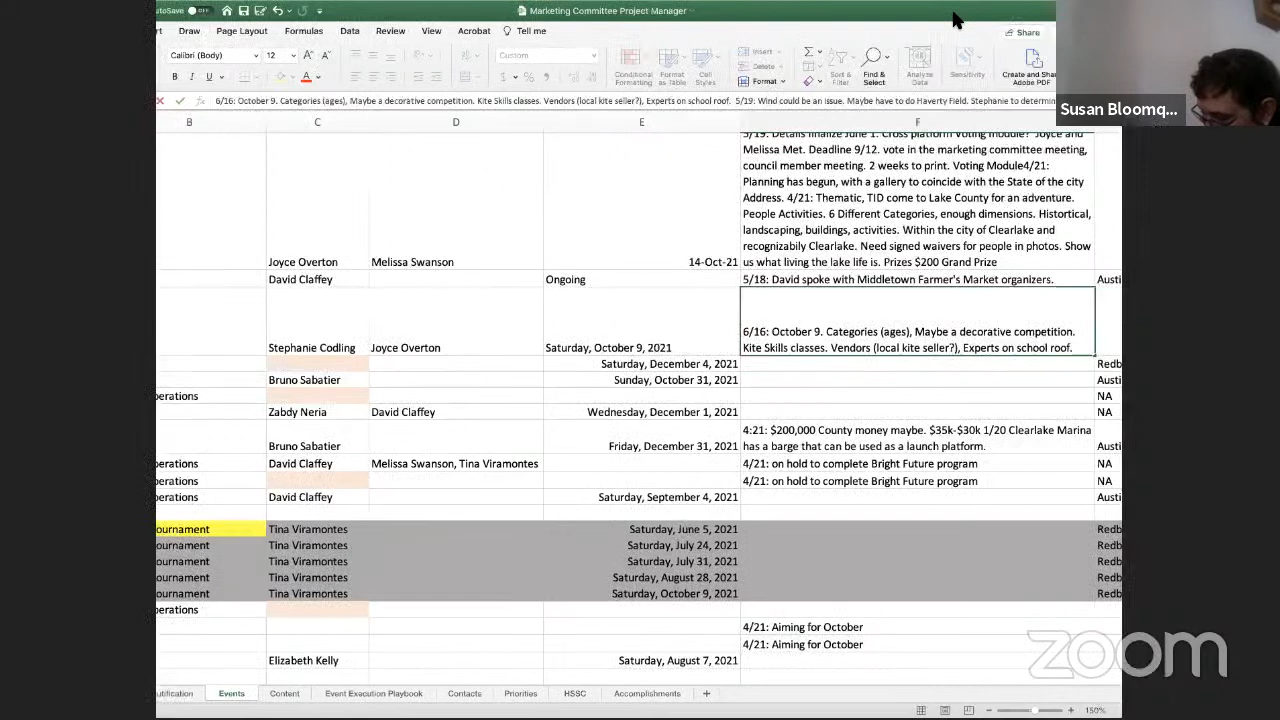 AutoSave OFF Marketing Committee Project Manager
Draw Page Layout Formulas Data Review View Acrobat Tell me Share
Calibri (Body) 12 A A Custom Conditional Formatting Format as Table Cell Styles Insert Delete Format Sort & Filter Find & Select Analyze Data Sensitivity Create and Share Adobe PDF
B I U A $ % ,
fx 6/16: October 9. Categories (ages), Maybe a decorative competition. Kite Skills classes. Vendors (local kite seller?), Experts on school roof. 5/19: Wind could be an issue. Maybe have to do Haverty Field. Stephanie to determin
Susan Bloomq...
B C D E F
5/19: Details finalize June 1. Cross platform Voting module? Joyce and
Melissa Met. Deadline 9/12. vote in the marketing committee meeting,
council member meeting. 2 weeks to print. Voting Module4/21:
Planning has begun, with a gallery to coincide with the State of the city
Address. 4/21: Thematic, TID come to Lake County for an adventure.
People Activities. 6 Different Categories, enough dimensions. Histortical,
landscaping, buildings, activities. Within the city of Clearlake and
recognizabily Clearlake. Need signed waivers for people in photos. Show
Joyce Overton Melissa Swanson 14-Oct-21 us what living the lake life is. Prizes $200 Grand Prize
David Claffey Ongoing 5/18: David spoke with Middletown Farmer's Market organizers. Austi
6/16: October 9. Categories (ages), Maybe a decorative competition.
Stephanie Codling Joyce Overton Saturday, October 9, 2021 Kite Skills classes. Vendors (local kite seller?), Experts on school roof.
Saturday, December 4, 2021 Redb
Bruno Sabatier Sunday, October 31, 2021 Austi
perations NA
Zabdy Neria David Claffey Wednesday, December 1, 2021 NA
4:21: $200,000 County money maybe. $35k-$30k 1/20 Clearlake Marina
Bruno Sabatier Friday, December 31, 2021 has a barge that can be used as a launch platform. Austi
perations David Claffey Melissa Swanson, Tina Viramontes 4/21: on hold to complete Bright Future program NA
perations 4/21: on hold to complete Bright Future program NA
perations David Claffey Saturday, September 4, 2021 Austi
ournament Tina Viramontes Saturday, June 5, 2021 Redb
ournament Tina Viramontes Saturday, July 24, 2021 Redb
ournament Tina Viramontes Saturday, July 31, 2021 Redb
ournament Tina Viramontes Saturday, August 28, 2021 Redb
ournament Tina Viramontes Saturday, October 9, 2021 Redb
perations
4/21: Aiming for October
4/21: Aiming for October
Elizabeth Kelly Saturday, August 7, 2021
zoom
utification Events Content Event Execution Playbook Contacts Priorities HSSC Accomplishments +
150%